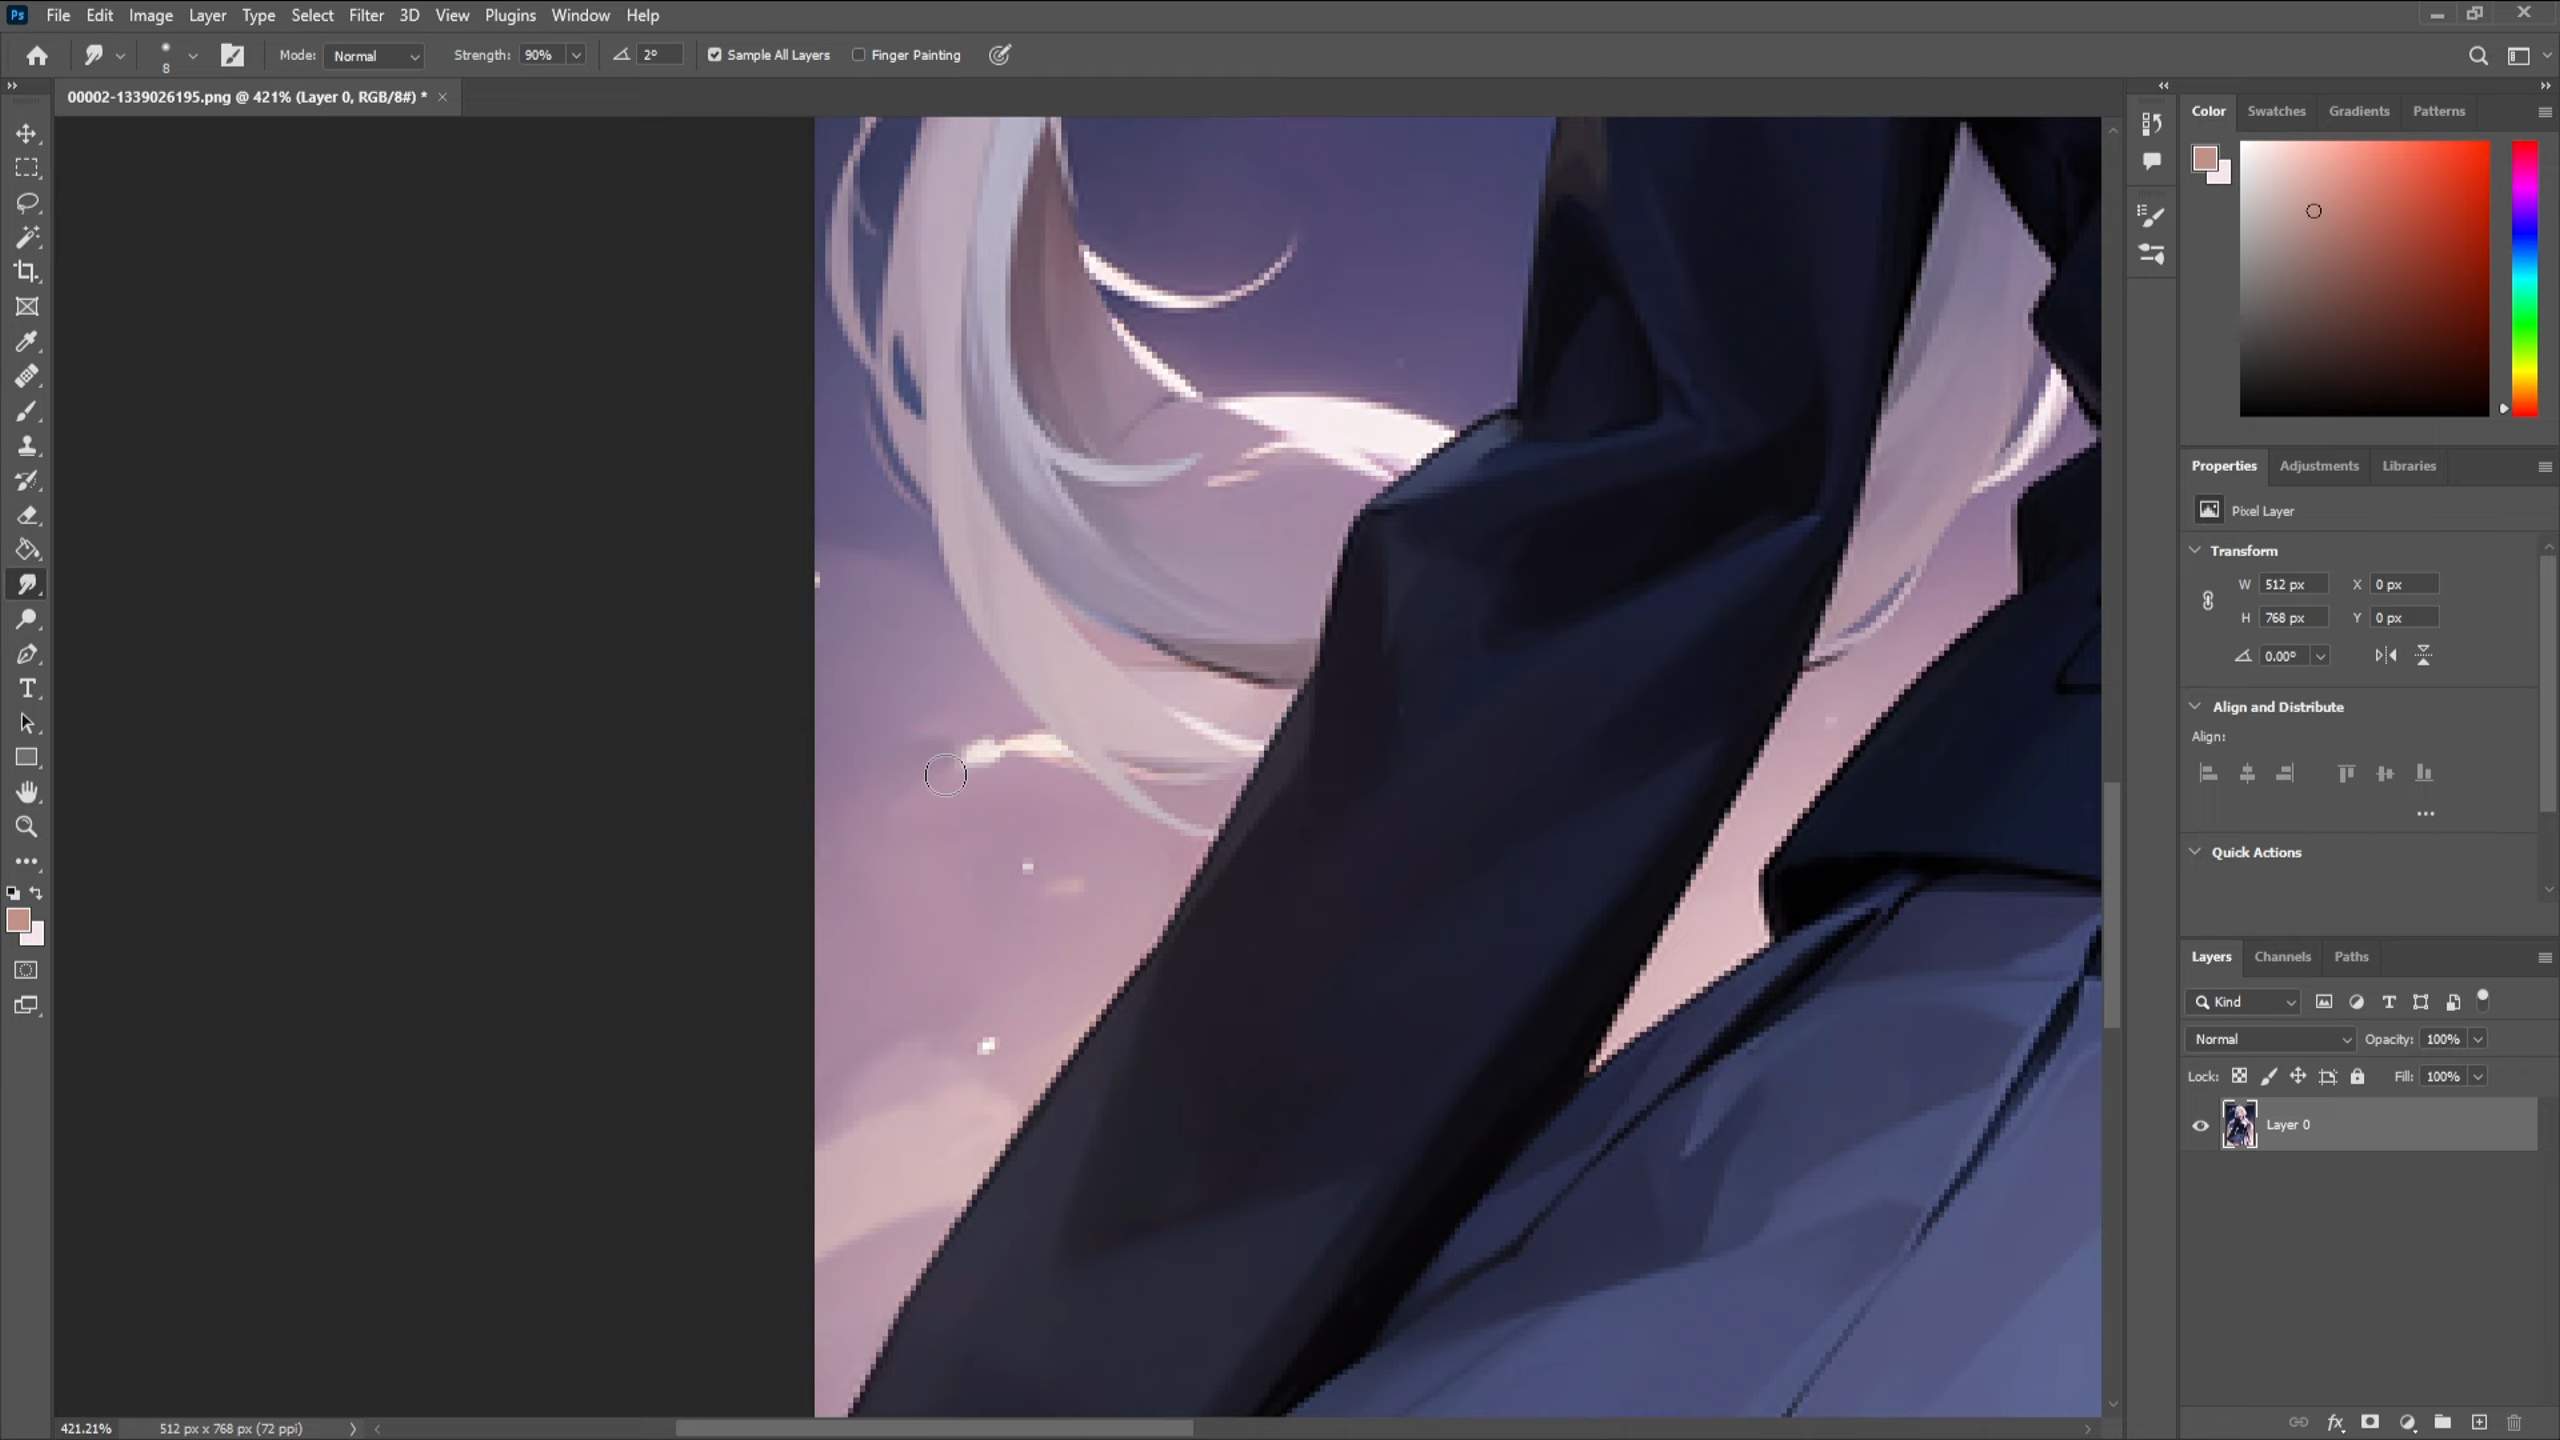 Ps File Edit Image Layer Type Select Filter 3D View Plugins Window Help
8 Mode: Normal Strength: 90% 2° Sample All Layers Finger Painting
00002-1339026195.png @ 421% (Layer 0, RGB/8#) *
Color Swatches Gradients Patterns
Properties Adjustments Libraries
Pixel Layer
Transform
W 512 px X 0 px
H 768 px Y 0 px
0.00°
Align and Distribute
Align:
Quick Actions
Layers Channels Paths
Kind
Normal Opacity: 100%
Lock: Fill: 100%
Layer 0
421.21% 512 px x 768 px (72 ppi)